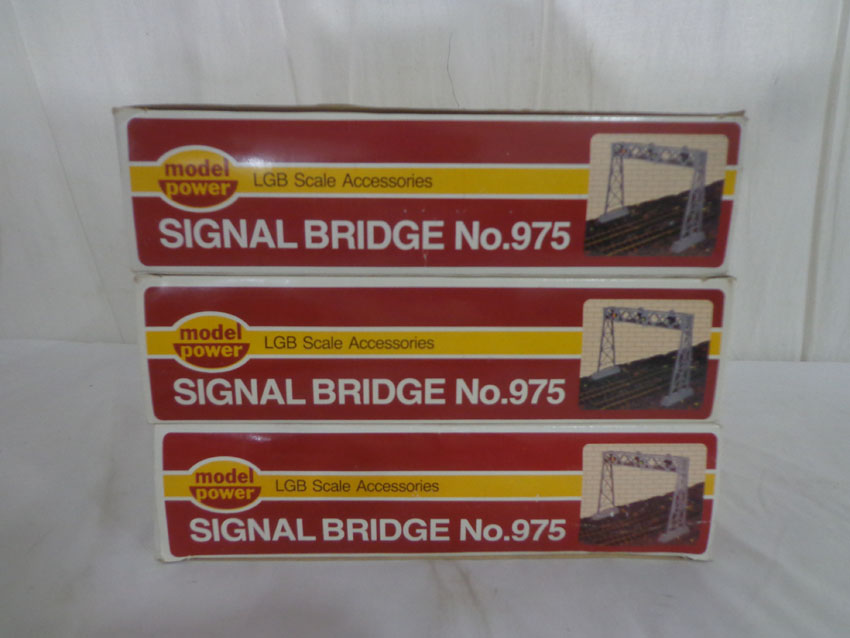 model
power
LGB Scale Accessories
SIGNAL BRIDGE No.975
model
power
LGB Scale Accessories
SIGNAL BRIDGE No.975
model
power
LGB Scale Accessories
SIGNAL BRIDGE No.975